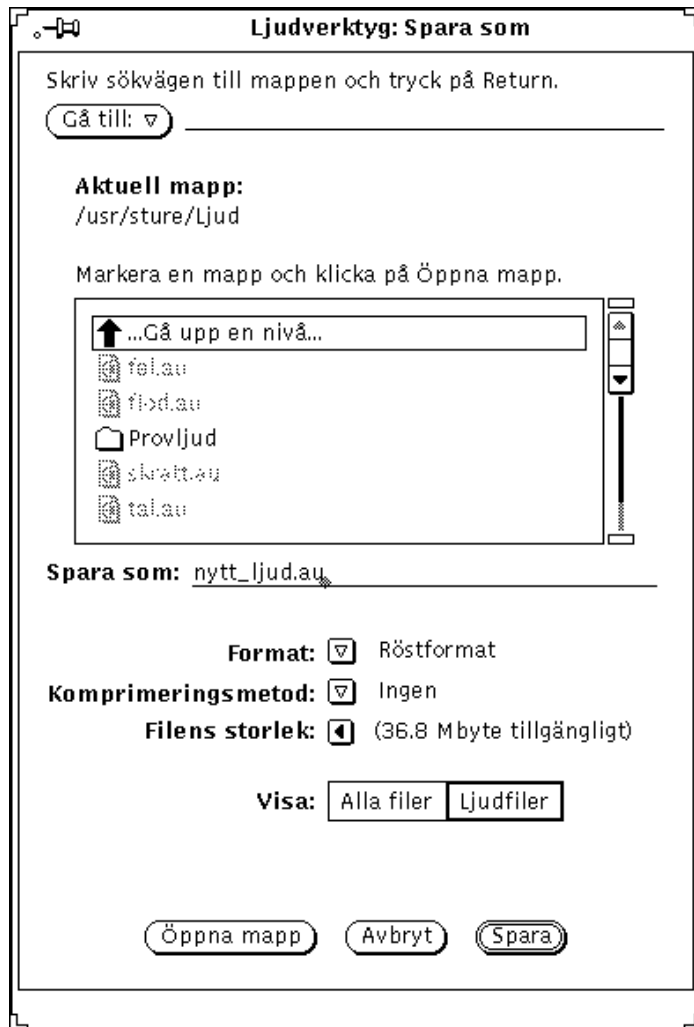 Ljudverktyg: Spara som
Skriv sökvägen till mappen och tryck på Return.
Gå till:
Aktuell mapp:
/usr/sture/Ljud
Markera en mapp och klicka på Öppna mapp.
...Gå upp en nivå...
fel.au
flod.au
Provljud
skratt.au
tal.au
Spara som: nytt_ljud.au
Format: Röstformat
Komprimeringsmetod: Ingen
Filens storlek: (36.8 Mbyte tillgängligt)
Visa: Alla filer Ljudfiler
Öppna mapp Avbryt Spara